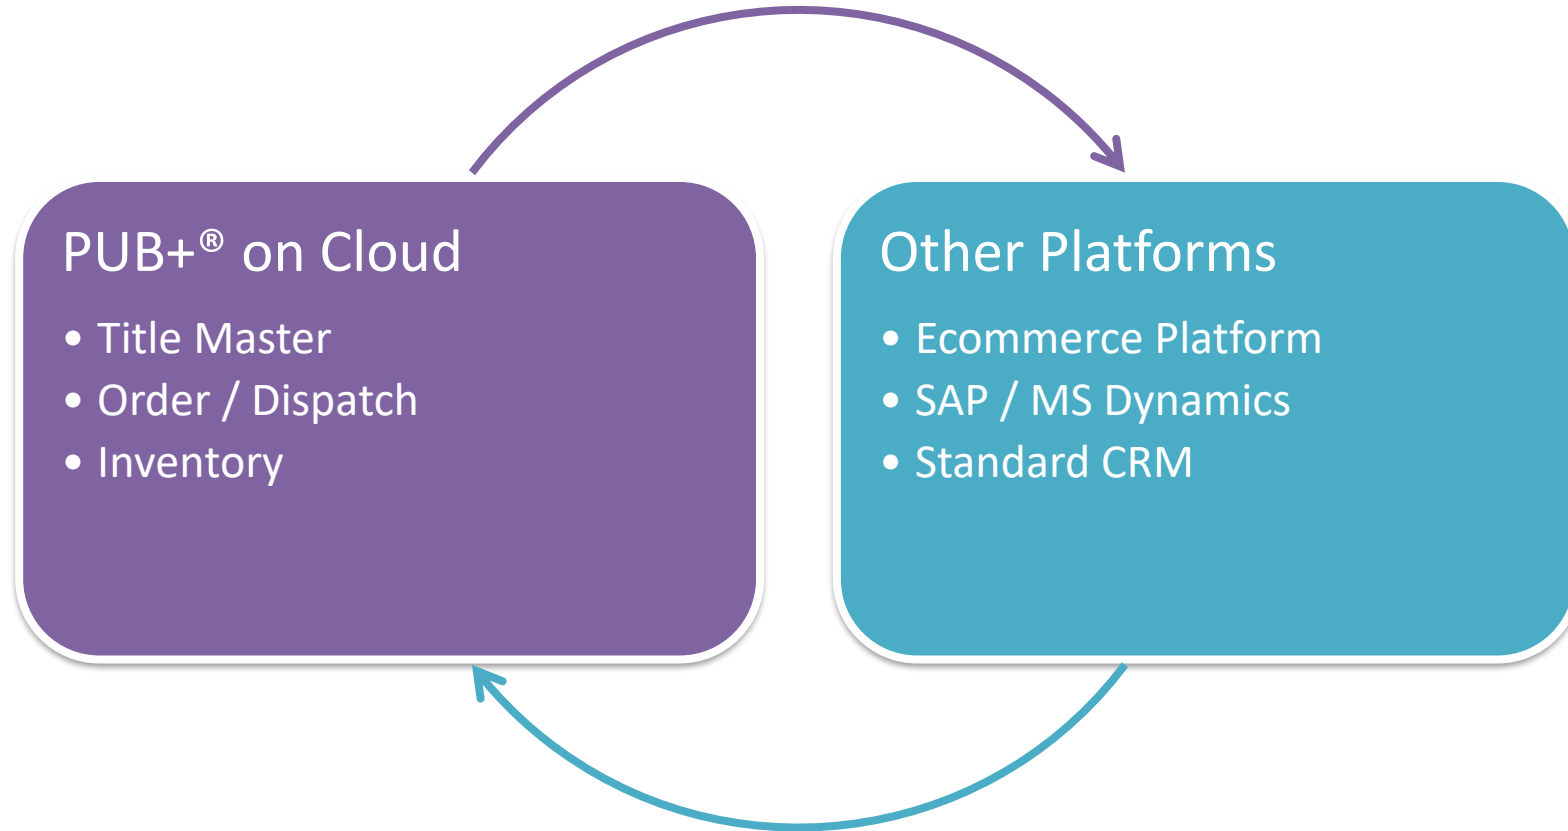 PUB+® on Cloud
• Title Master
• Order / Dispatch
• Inventory
Other Platforms
• Ecommerce Platform
• SAP / MS Dynamics
• Standard CRM